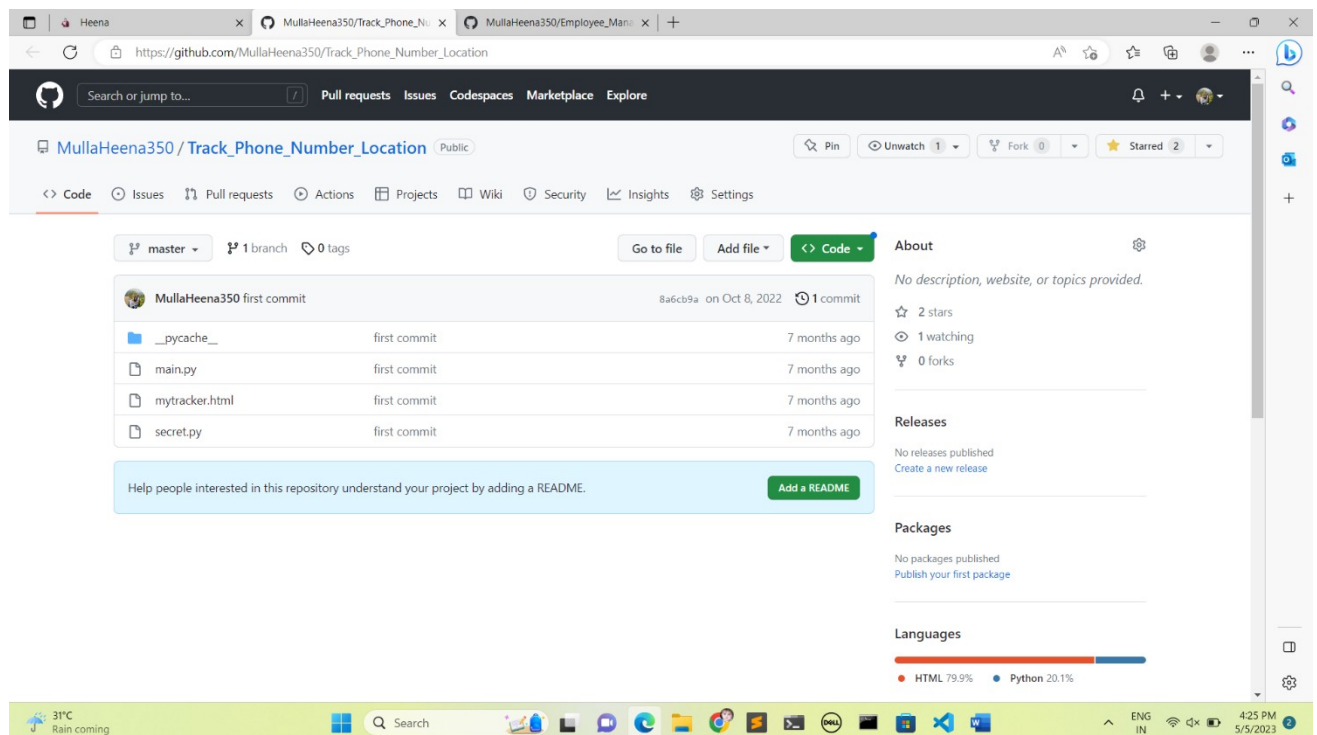 Heena
MullaHeena350/Track_Phone_Nu
MullaHeena350/Employee_Mana
https://github.com/MullaHeena350/Track_Phone_Number_Location
Search or jump to... /
Pull requests Issues Codespaces Marketplace Explore
MullaHeena350 / Track_Phone_Number_Location Public
Pin Unwatch 1 Fork 0 Starred 2
Code Issues Pull requests Actions Projects Wiki Security Insights Settings
master 1 branch 0 tags Go to file Add file Code
MullaHeena350 first commit 8a6cb9a on Oct 8, 2022 1 commit
__pycache__ first commit 7 months ago
main.py first commit 7 months ago
mytracker.html first commit 7 months ago
secret.py first commit 7 months ago
Help people interested in this repository understand your project by adding a README. Add a README
About
No description, website, or topics provided.
2 stars
1 watching
0 forks
Releases
No releases published
Create a new release
Packages
No packages published
Publish your first package
Languages
HTML 79.9% Python 20.1%
31°C
Rain coming
Search
DELL
ENG
IN
4:25 PM
5/5/2023
2